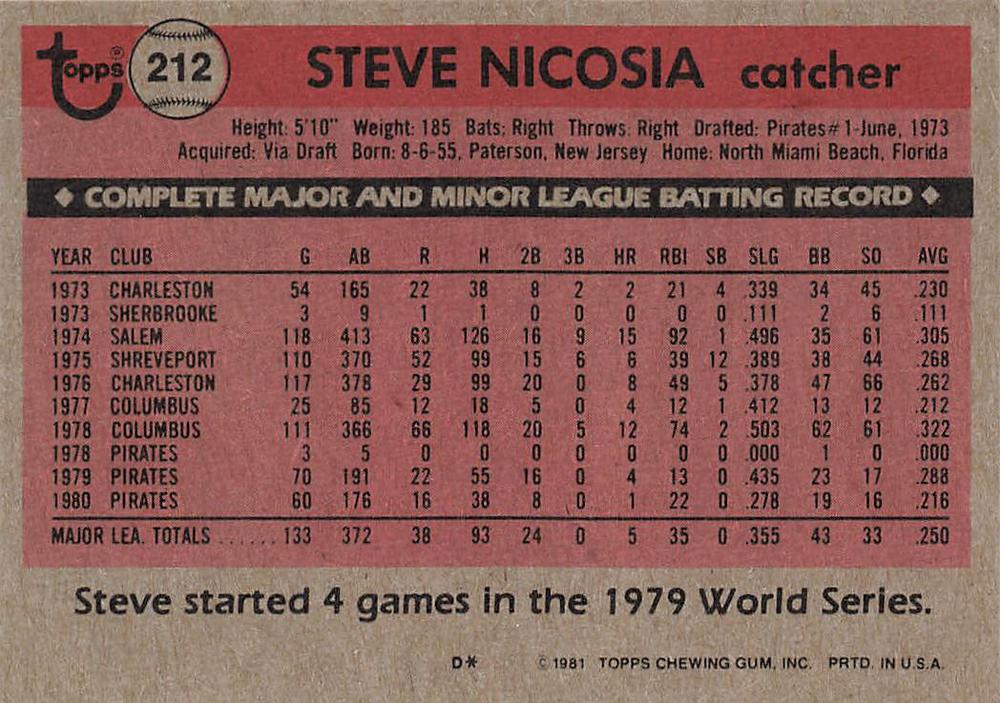 Topps® 212 STEVE NICOSIA catcher
Height: 5'10" Weight: 185 Bats: Right Throws: Right Drafted: Pirates #1-June, 1973
Acquired: Via Draft Born: 8-6-55, Paterson, New Jersey Home: North Miami Beach, Florida
◆ COMPLETE MAJOR AND MINOR LEAGUE BATTING RECORD ◆
YEAR CLUB G AB R H 2B 3B HR RBI SB SLG BB SO AVG
1973 CHARLESTON 54 165 22 38 8 2 2 21 4 .339 34 45 .230
1973 SHERBROOKE 3 9 1 1 0 0 0 0 0 .111 2 6 .111
1974 SALEM 118 413 63 126 16 9 15 92 1 .496 35 61 .305
1975 SHREVEPORT 110 370 52 99 15 6 6 39 12 .389 38 44 .268
1976 CHARLESTON 117 378 29 99 20 0 8 49 5 .378 47 66 .262
1977 COLUMBUS 25 85 12 18 5 0 4 12 1 .412 13 12 .212
1978 COLUMBUS 111 366 66 118 20 5 12 74 2 .503 62 61 .322
1978 PIRATES 3 5 0 0 0 0 0 0 0 .000 1 0 .000
1979 PIRATES 70 191 22 55 16 0 4 13 0 .435 23 17 .288
1980 PIRATES 60 176 16 38 8 0 1 22 0 .278 19 16 .216
MAJOR LEA. TOTALS ...... 133 372 38 93 24 0 5 35 0 .355 43 33 .250
Steve started 4 games in the 1979 World Series.
D* © 1981 TOPPS CHEWING GUM, INC. PRTD. IN U.S.A.